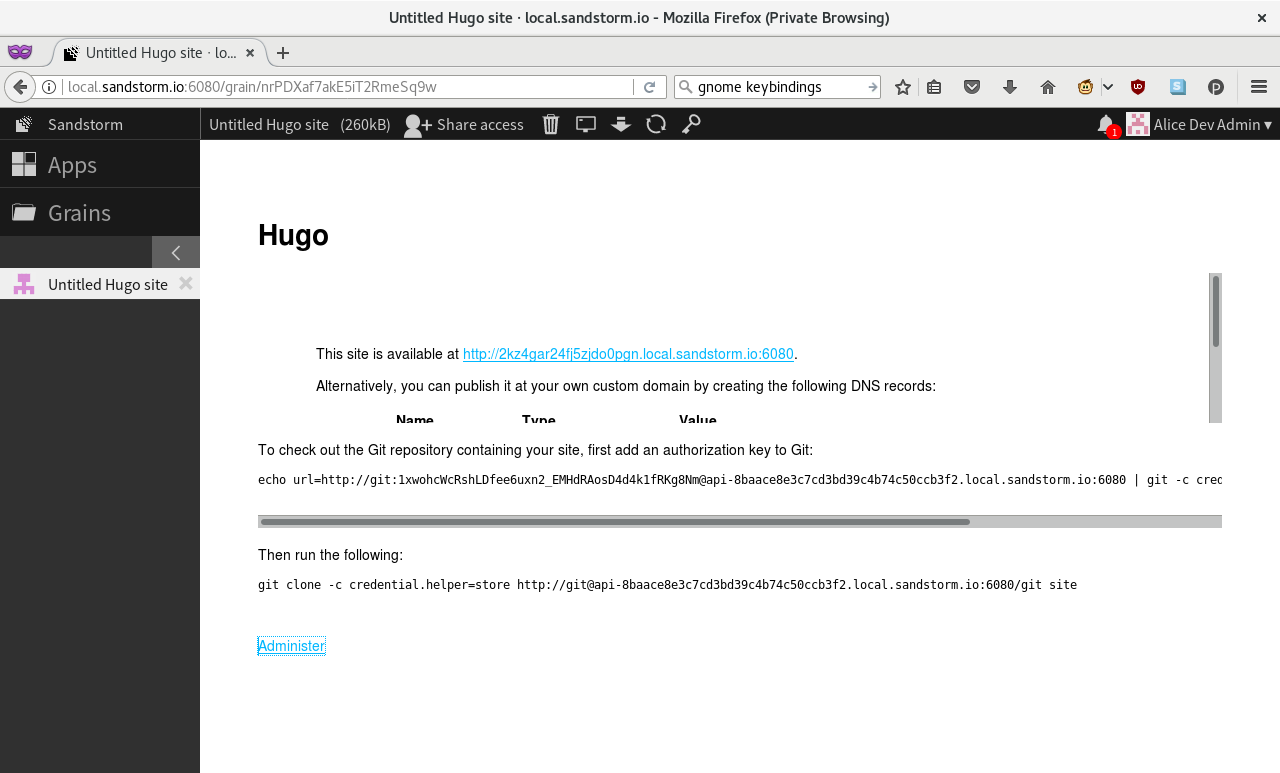 Untitled Hugo site · local.sandstorm.io - Mozilla Firefox (Private Browsing)
Untitled Hugo site · lo...
local.sandstorm.io:6080/grain/nrPDXaf7akE5iT2RmeSq9w
gnome keybindings
Sandstorm
Untitled Hugo site (260kB) Share access
1
Alice Dev Admin ▾
Apps
Grains
Untitled Hugo site
Hugo
This site is available at http://2kz4gar24fj5zjdo0pgn.local.sandstorm.io:6080.
Alternatively, you can publish it at your own custom domain by creating the following DNS records:
Name Type Value
To check out the Git repository containing your site, first add an authorization key to Git:
echo url=http://git:1xwohcWcRshLDfee6uxn2_EMHdRAosD4d4k1fRKg8Nm@api-8baace8e3c7cd3bd39c4b74c50ccb3f2.local.sandstorm.io:6080 | git -c cred
Then run the following:
git clone -c credential.helper=store http://git@api-8baace8e3c7cd3bd39c4b74c50ccb3f2.local.sandstorm.io:6080/git site
Administer